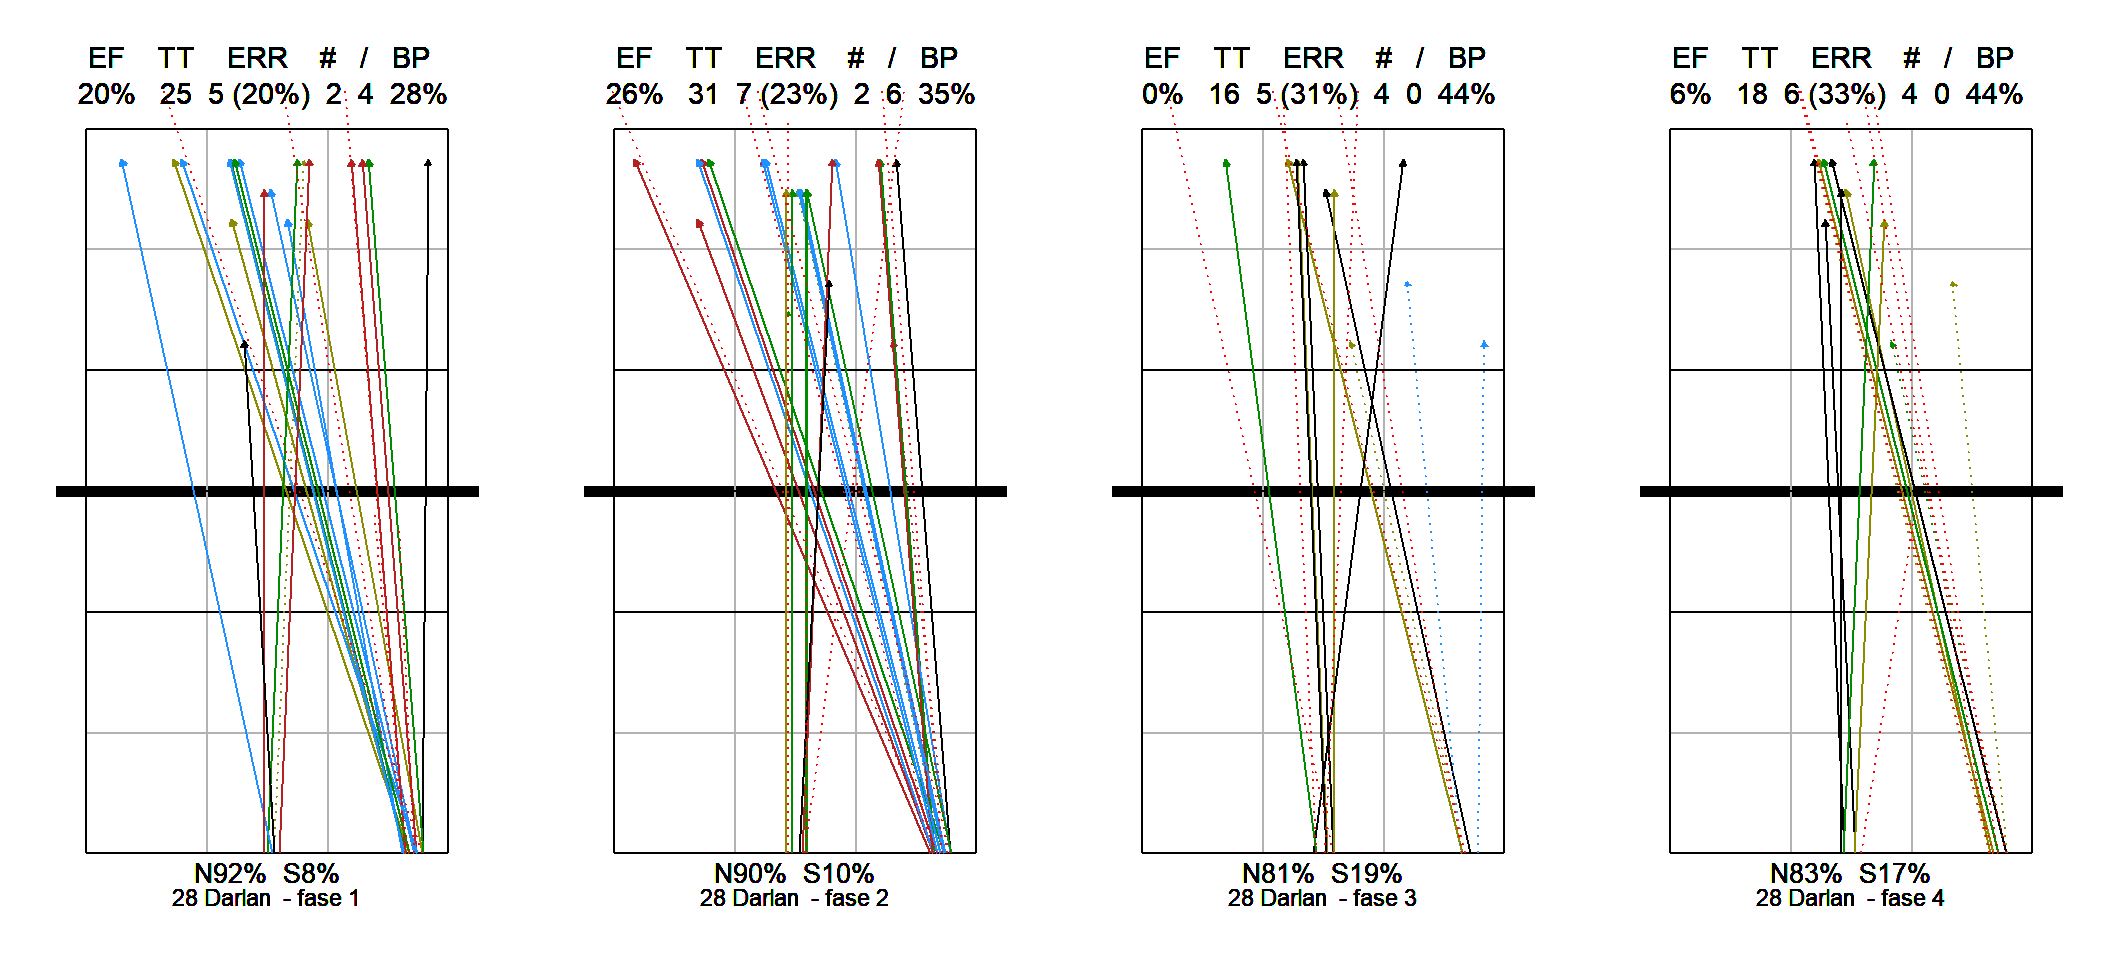 EF TT ERR # / BP
20% 25 5 (20%) 2 4 28%
N92% S8%
28 Darlan - fase 1
EF TT ERR # / BP
26% 31 7 (23%) 2 6 35%
N90% S10%
28 Darlan - fase 2
EF TT ERR # / BP
0% 16 5 (31%) 4 0 44%
N81% S19%
28 Darlan - fase 3
EF TT ERR # / BP
6% 18 6 (33%) 4 0 44%
N83% S17%
28 Darlan - fase 4